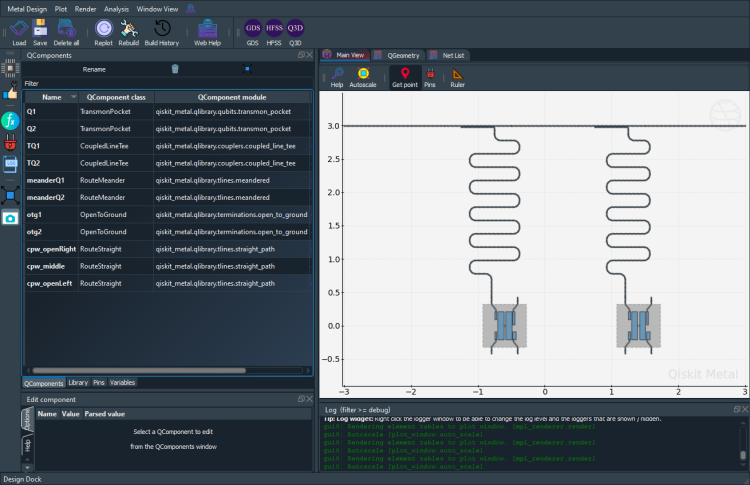 Metal Design Plot Render Analysis Window View
Load Save Delete all Replot Rebuild Build History Web Help GDS HFSS Q3D
GDS HFSS Q3D
QComponents
Rename
Filter
Name QComponent class QComponent module
Q1 TransmonPocket qiskit_metal.qlibrary.qubits.transmon_pocket
Q2 TransmonPocket qiskit_metal.qlibrary.qubits.transmon_pocket
TQ1 CoupledLineTee qiskit_metal.qlibrary.couplers.coupled_line_tee
TQ2 CoupledLineTee qiskit_metal.qlibrary.couplers.coupled_line_tee
meanderQ1 RouteMeander qiskit_metal.qlibrary.tlines.meandered
meanderQ2 RouteMeander qiskit_metal.qlibrary.tlines.meandered
otg1 OpenToGround qiskit_metal.qlibrary.terminations.open_to_ground
otg2 OpenToGround qiskit_metal.qlibrary.terminations.open_to_ground
cpw_openRight RouteStraight qiskit_metal.qlibrary.tlines.straight_path
cpw_middle RouteStraight qiskit_metal.qlibrary.tlines.straight_path
cpw_openLeft RouteStraight qiskit_metal.qlibrary.tlines.straight_path
QComponents Library Pins Variables
Edit component
Options
Help
Name Value Parsed value
Select a QComponent to edit
from the QComponents window
Main View QGeometry Net List
Help Autoscale Get point Pins Ruler
3.0
2.5
2.0
1.5
1.0
0.5
0.0
−0.5
−3 −2 −1 0 1 2 3
Qiskit Metal
Log (filter >= debug)
Tip: Log Widget: Right click the logger window to be able to change the log level and the loggers that are shown / hidden.
guiQ: Rendering element tables to plot window. [mpl_renderer.render]
guiQ: Autoscale [plot_window.auto_scale]
guiQ: Rendering element tables to plot window. [mpl_renderer.render]
guiQ: Autoscale [plot_window.auto_scale]
guiQ: Rendering element tables to plot window. [mpl_renderer.render]
guiQ: Autoscale [plot_window.auto_scale]
Design Dock